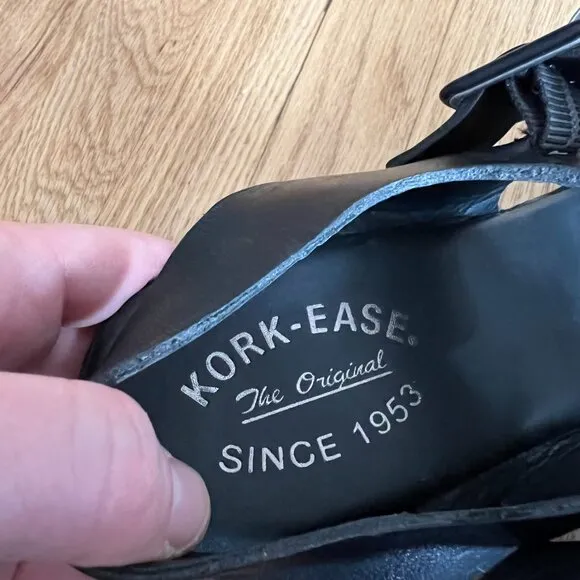 KORK-EASE®
The Original
SINCE 1953